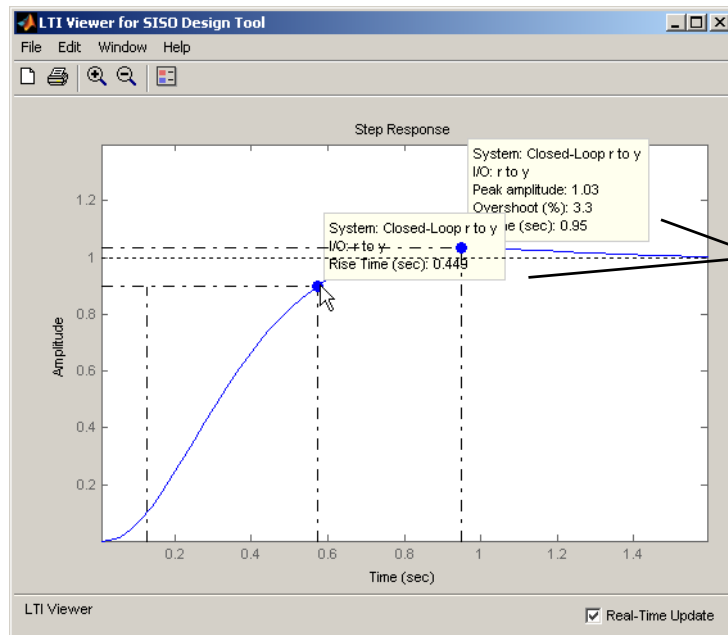 LTI Viewer for SISO Design Tool
File Edit Window Help
Step Response
System: Closed-Loop r to y
I/O: r to y
Peak amplitude: 1.03
Overshoot (%): 3.3
(sec): 0.95
System: Closed-Loop r to y
I/O: r to y
Rise Time (sec): 0.449
1.2
1
0.8
0.6
0.4
0.2
Amplitude
0.2 0.4 0.6 0.8 1 1.2 1.4
Time (sec)
LTI Viewer
Real-Time Update